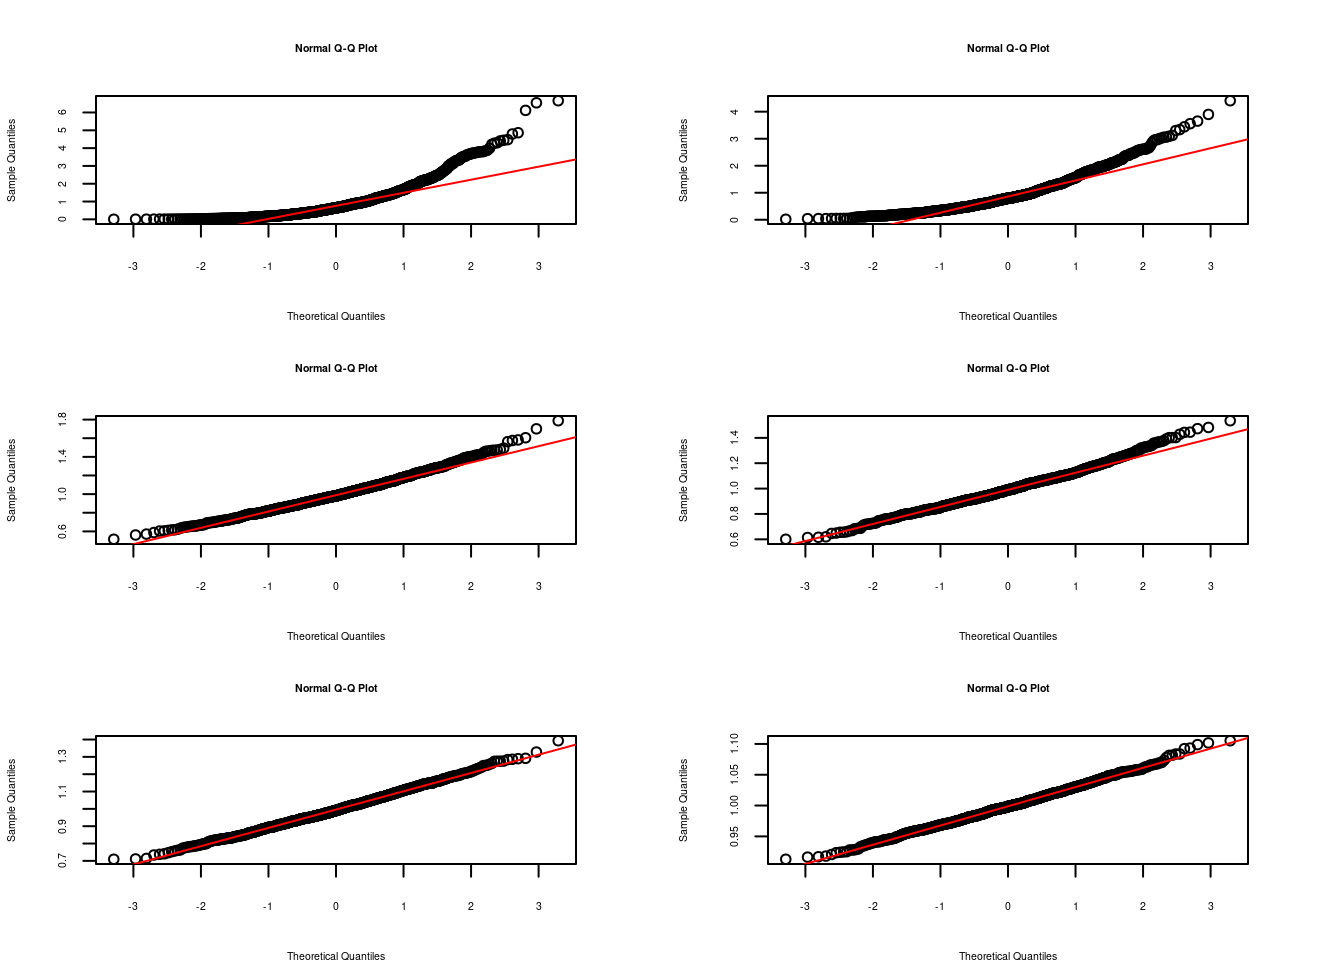 Normal Q-Q Plot
Sample Quantiles
6
5
4
3
2
1
0
-3 -2 -1 0 1 2 3
Theoretical Quantiles
Normal Q-Q Plot
Sample Quantiles
4
3
2
1
0
-3 -2 -1 0 1 2 3
Theoretical Quantiles
Normal Q-Q Plot
Sample Quantiles
1.8
1.4
1.0
0.6
-3 -2 -1 0 1 2 3
Theoretical Quantiles
Normal Q-Q Plot
Sample Quantiles
1.4
1.2
1.0
0.8
0.6
-3 -2 -1 0 1 2 3
Theoretical Quantiles
Normal Q-Q Plot
Sample Quantiles
1.3
1.1
0.9
0.7
-3 -2 -1 0 1 2 3
Theoretical Quantiles
Normal Q-Q Plot
Sample Quantiles
1.10
1.05
1.00
0.95
-3 -2 -1 0 1 2 3
Theoretical Quantiles